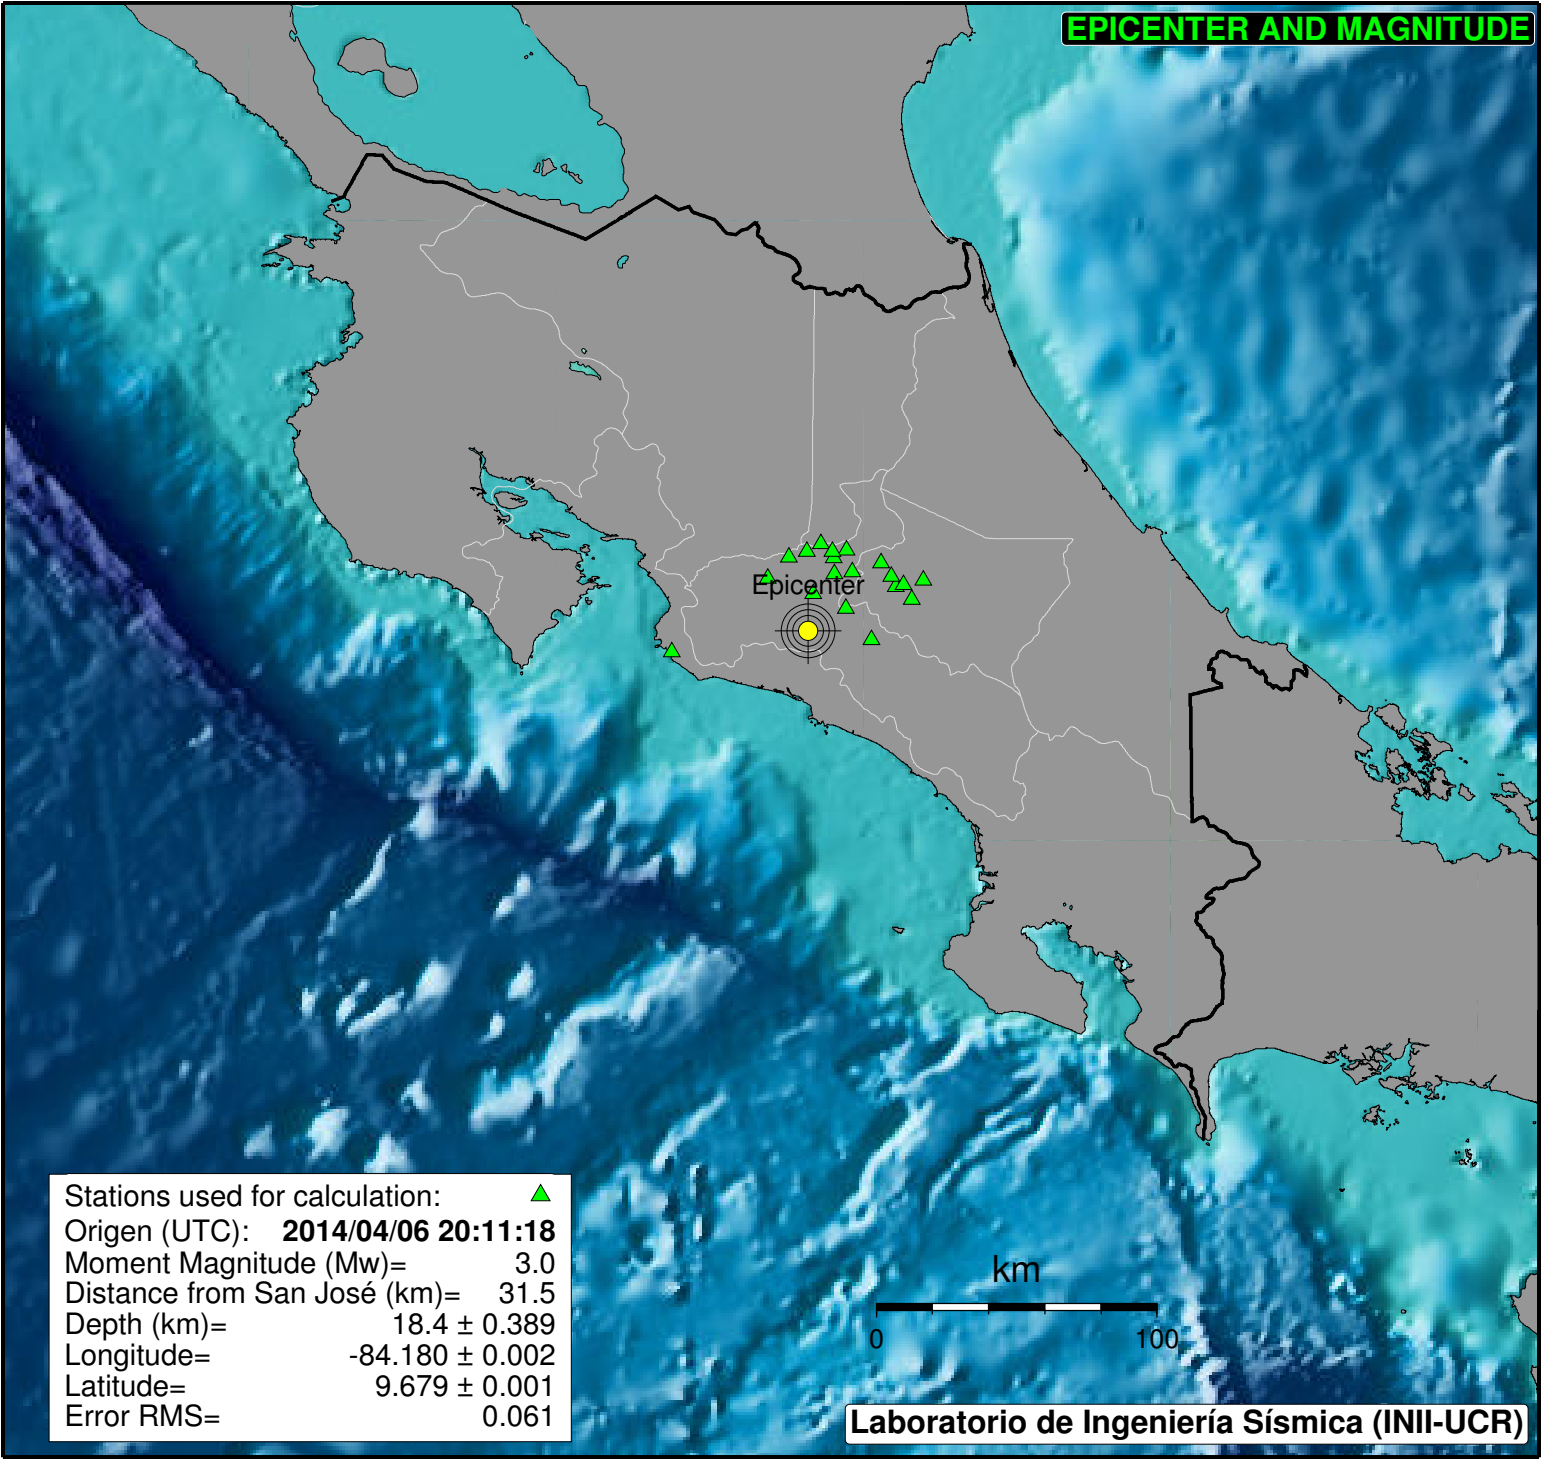 EPICENTER AND MAGNITUDE
Epicenter
Stations used for calculation:
Origen (UTC): 2014/04/06 20:11:18
Moment Magnitude (Mw)= 3.0
Distance from San José (km)= 31.5
Depth (km)= 18.4 ± 0.389
Longitude= -84.180 ± 0.002
Latitude= 9.679 ± 0.001
Error RMS= 0.061
km
0 100
Laboratorio de Ingeniería Sísmica (INII-UCR)